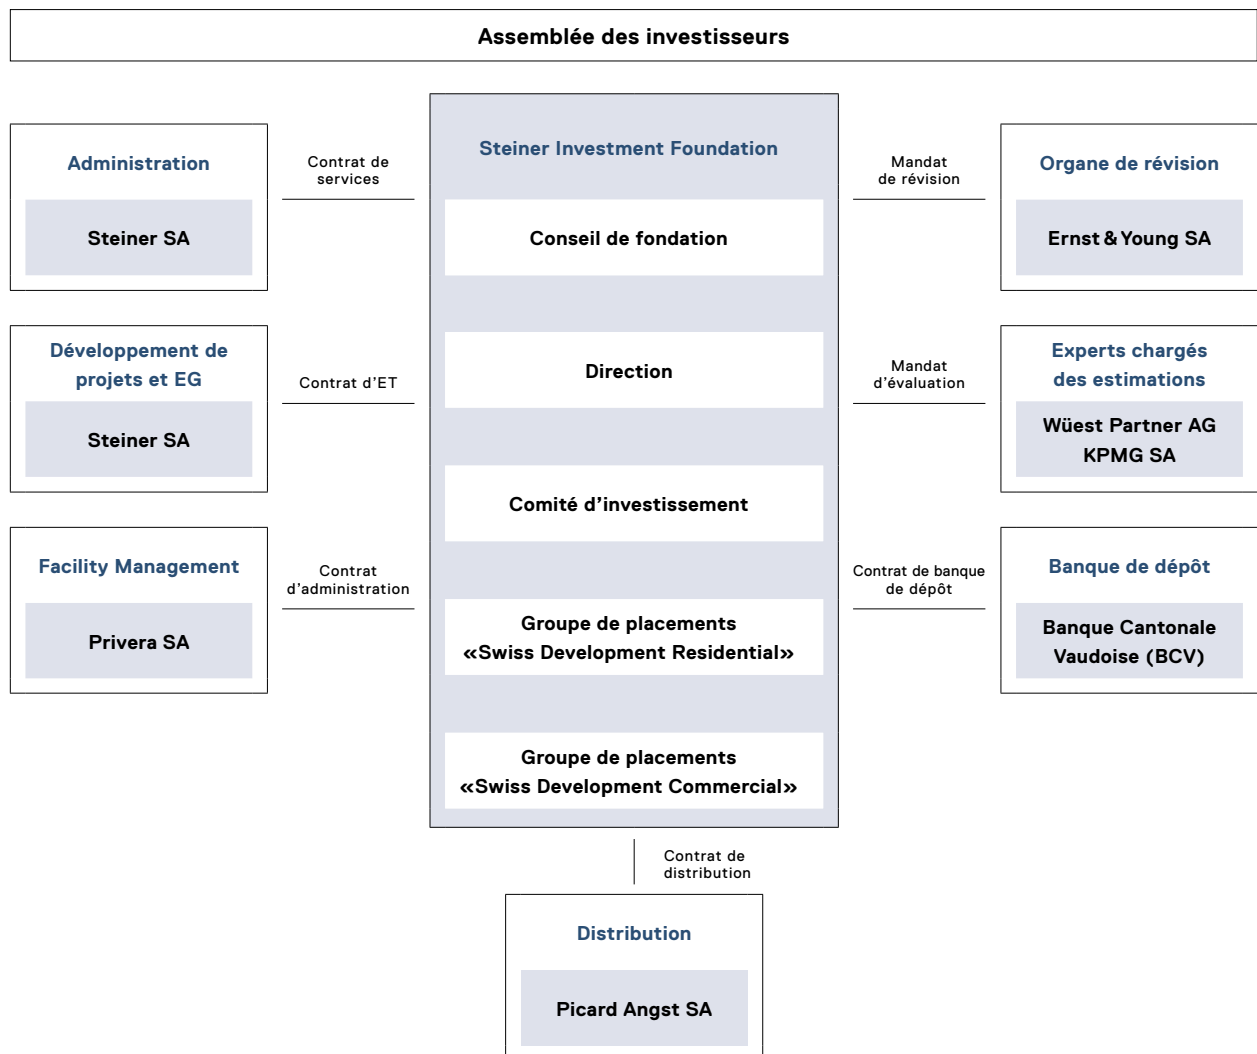 Assemblée des investisseurs
Administration
Steiner SA
Contrat de
services
Développement de
projets et EG
Steiner SA
Contrat d’ET
Facility Management
Privera SA
Contrat
d’administration
Steiner Investment Foundation
Conseil de fondation
Direction
Comité d’investissement
Groupe de placements
«Swiss Development Residential»
Groupe de placements
«Swiss Development Commercial»
Mandat
de révision
Organe de révision
Ernst & Young SA
Mandat
d’évaluation
Experts chargés
des estimations
Wüest Partner AG
KPMG SA
Contrat de banque
de dépôt
Banque de dépôt
Banque Cantonale
Vaudoise (BCV)
Contrat de
distribution
Distribution
Picard Angst SA